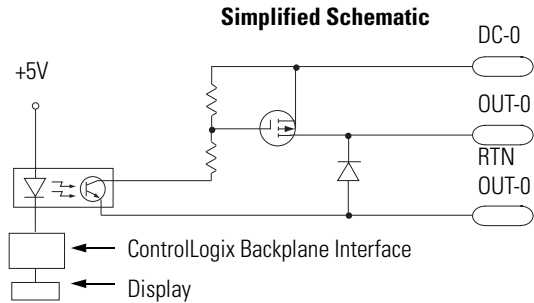 Simplified Schematic
DC-0
+5V
OUT-0
RTN
OUT-0
ControlLogix Backplane Interface
Display